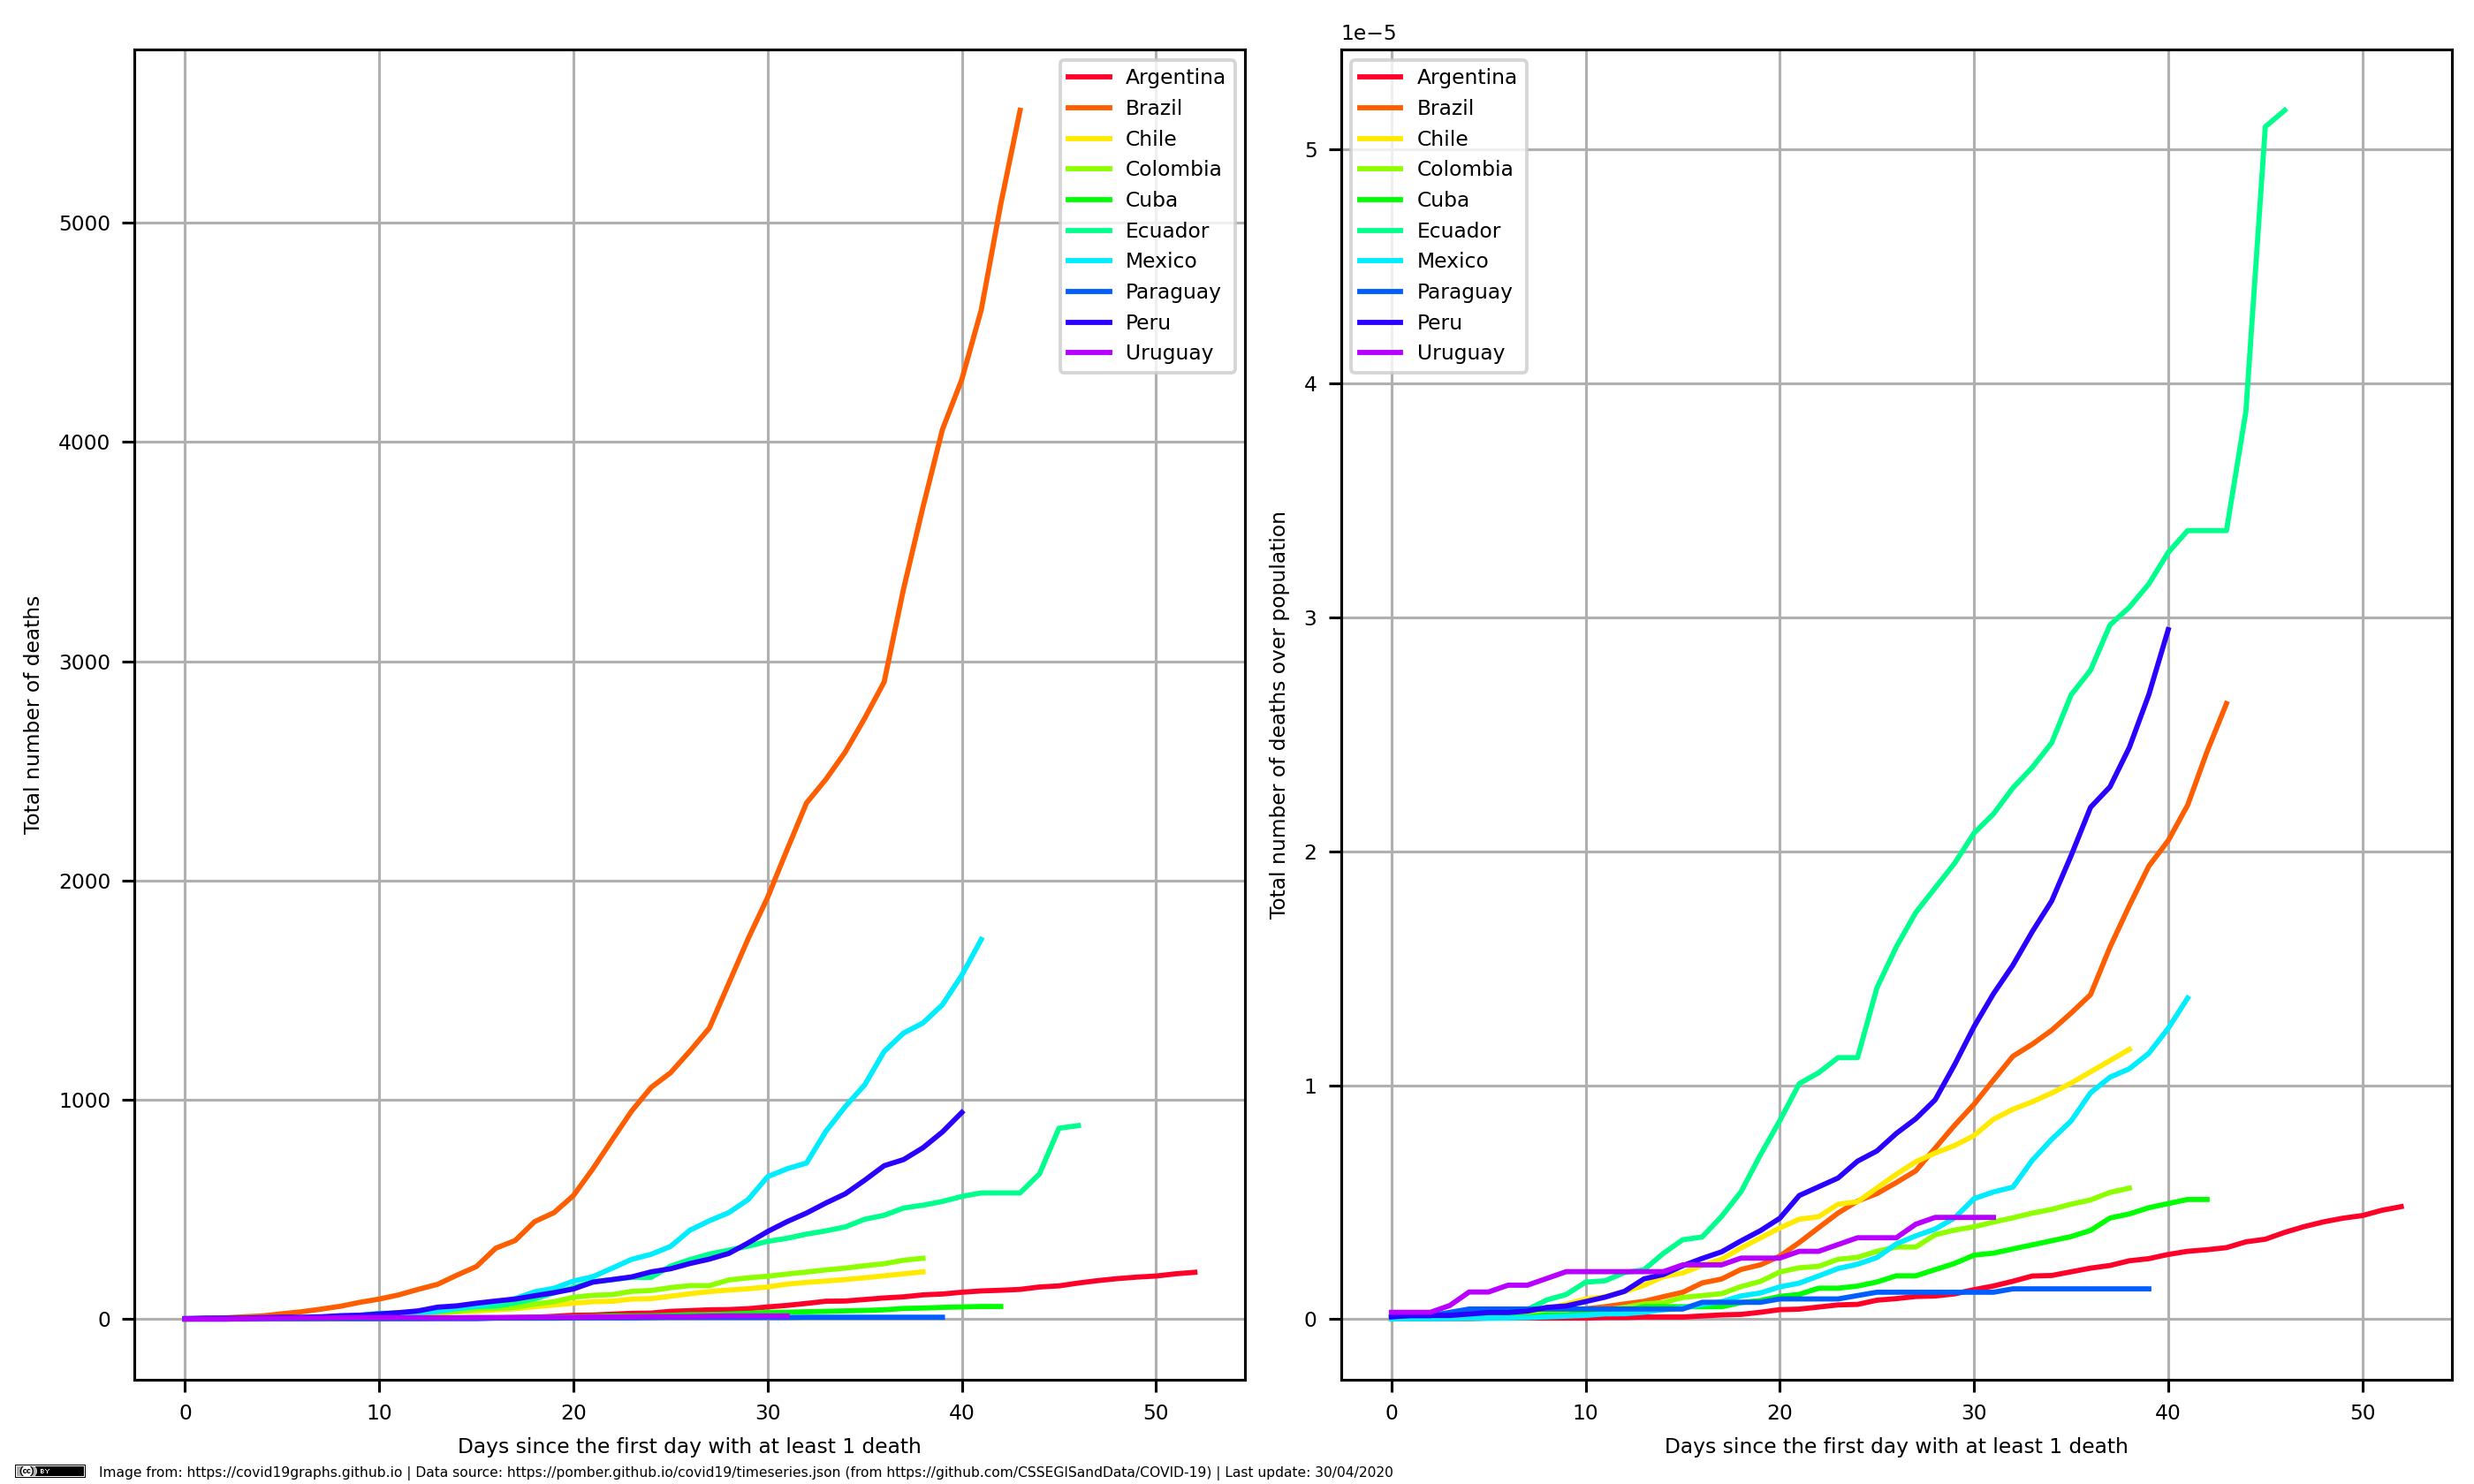 Total number of deaths
5000
4000
3000
2000
1000
0
0 10 20 30 40 50
Days since the first day with at least 1 death
Argentina
Brazil
Chile
Colombia
Cuba
Ecuador
Mexico
Paraguay
Peru
Uruguay
1e−5
Total number of deaths over population
5
4
3
2
1
0
0 10 20 30 40 50
Days since the first day with at least 1 death
Argentina
Brazil
Chile
Colombia
Cuba
Ecuador
Mexico
Paraguay
Peru
Uruguay
cc BY Image from: https://covid19graphs.github.io | Data source: https://pomber.github.io/covid19/timeseries.json (from https://github.com/CSSEGISandData/COVID-19) | Last update: 30/04/2020